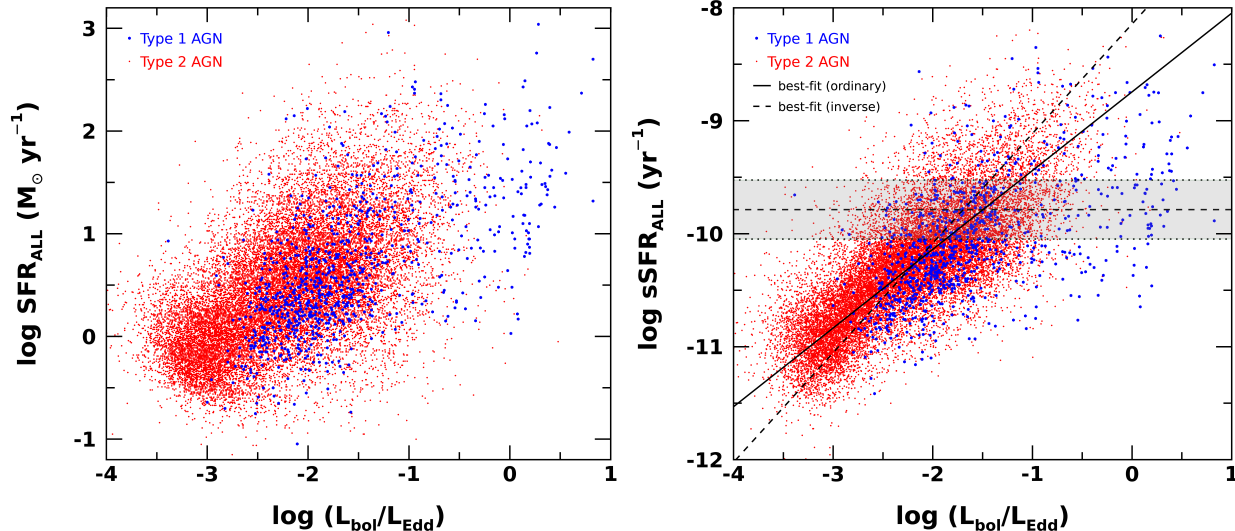 3
2
1
0
-1
-4
-3
-2
-1
0
1
log SFR_ALL (M_⊙ yr^−1)
log (L_bol/L_Edd)
Type 1 AGN
Type 2 AGN
-8
-9
-10
-11
-12
-4
-3
-2
-1
0
1
log sSFR_ALL (yr^−1)
log (L_bol/L_Edd)
Type 1 AGN
Type 2 AGN
best-fit (ordinary)
best-fit (inverse)